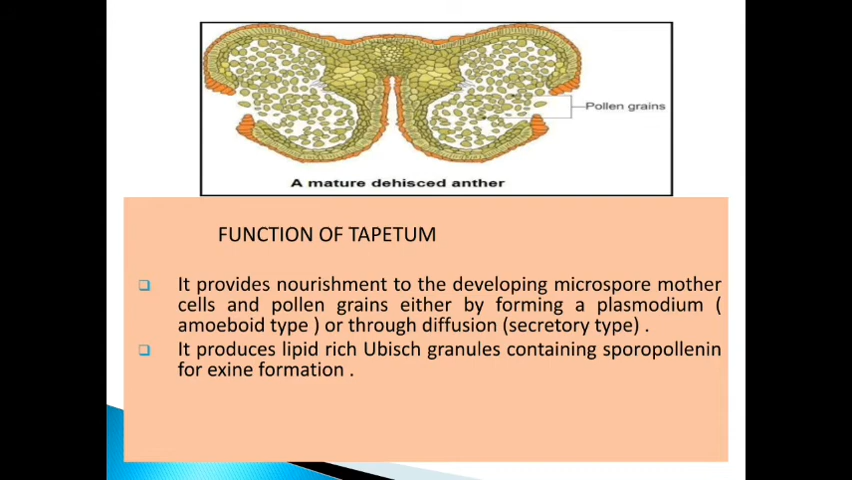 Pollen grains
A mature dehisced anther
FUNCTION OF TAPETUM
It provides nourishment to the developing microspore mother
cells and pollen grains either by forming a plasmodium (
amoeboid type ) or through diffusion (secretory type) .
It produces lipid rich Ubisch granules containing sporopollenin
for exine formation .